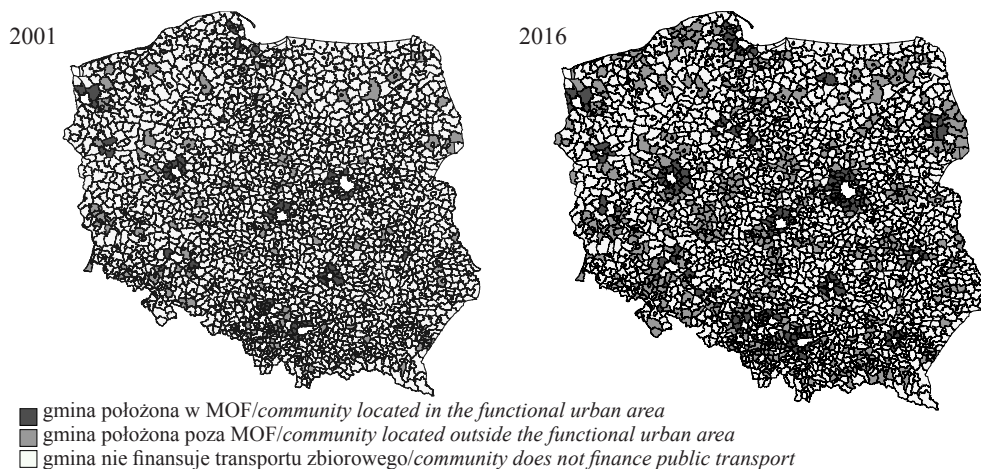 2001
2016
gmina położona w MOF/community located in the functional urban area
gmina położona poza MOF/community located outside the functional urban area
gmina nie finansuje transportu zbiorowego/community does not finance public transport